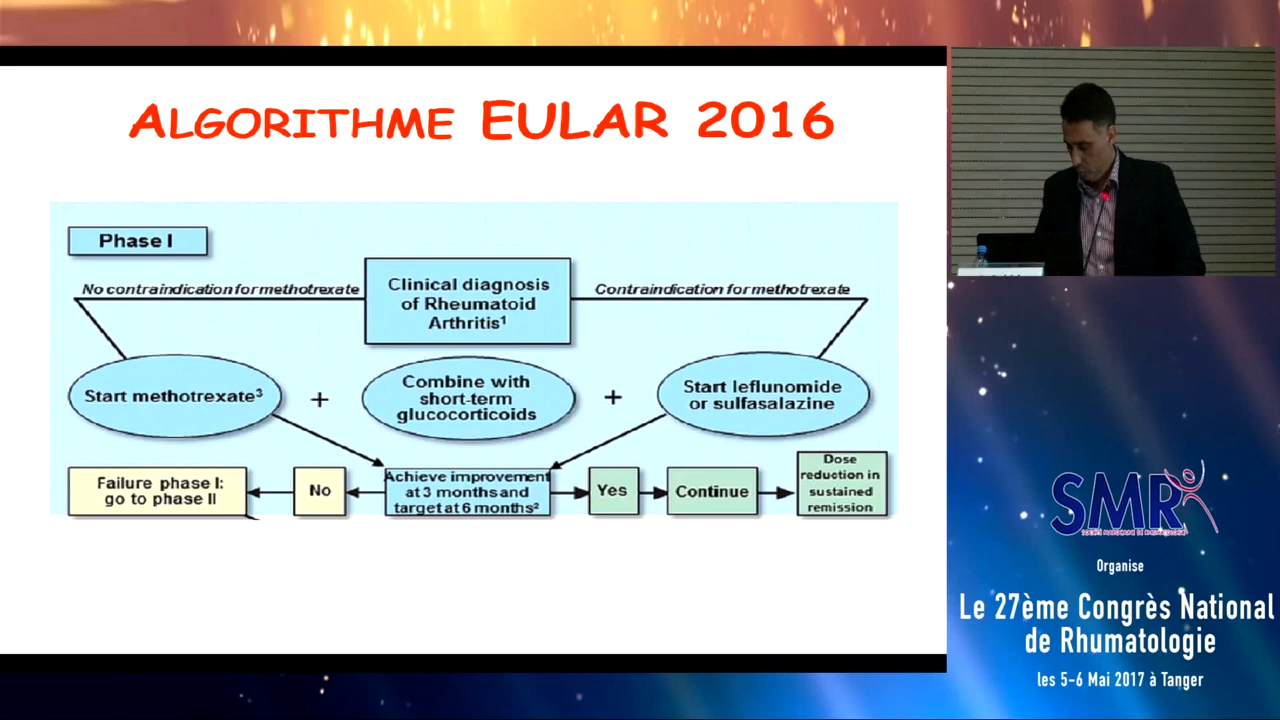 ALGORITHME EULAR 2016
Phase I
No contraindication for methotrexate
Clinical diagnosis
of Rheumatoid
Arthritis¹
Contraindication for methotrexate
Start methotrexate³
+
Combine with
short-term
glucocorticoids
+
Start leflunomide
or sulfasalazine
Failure phase I:
go to phase II
No
Achieve improvement
at 3 months and
target at 6 months²
Yes
Continue
Dose
reduction in
sustained
remission
SMR
Organise
Le 27ème Congrès National
de Rhumatologie
les 5-6 Mai 2017 à Tanger